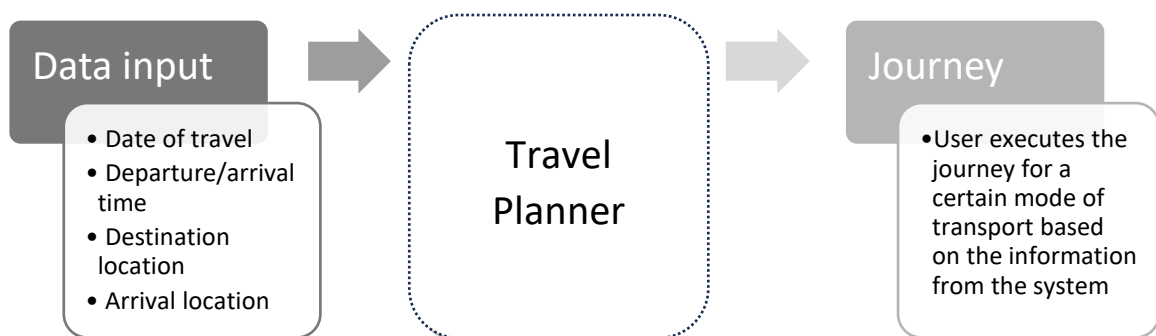 Data input
• Date of travel
• Departure/arrival
time
• Destination
location
• Arrival location
Travel
Planner
Journey
•User executes the
journey for a
certain mode of
transport based
on the information
from the system